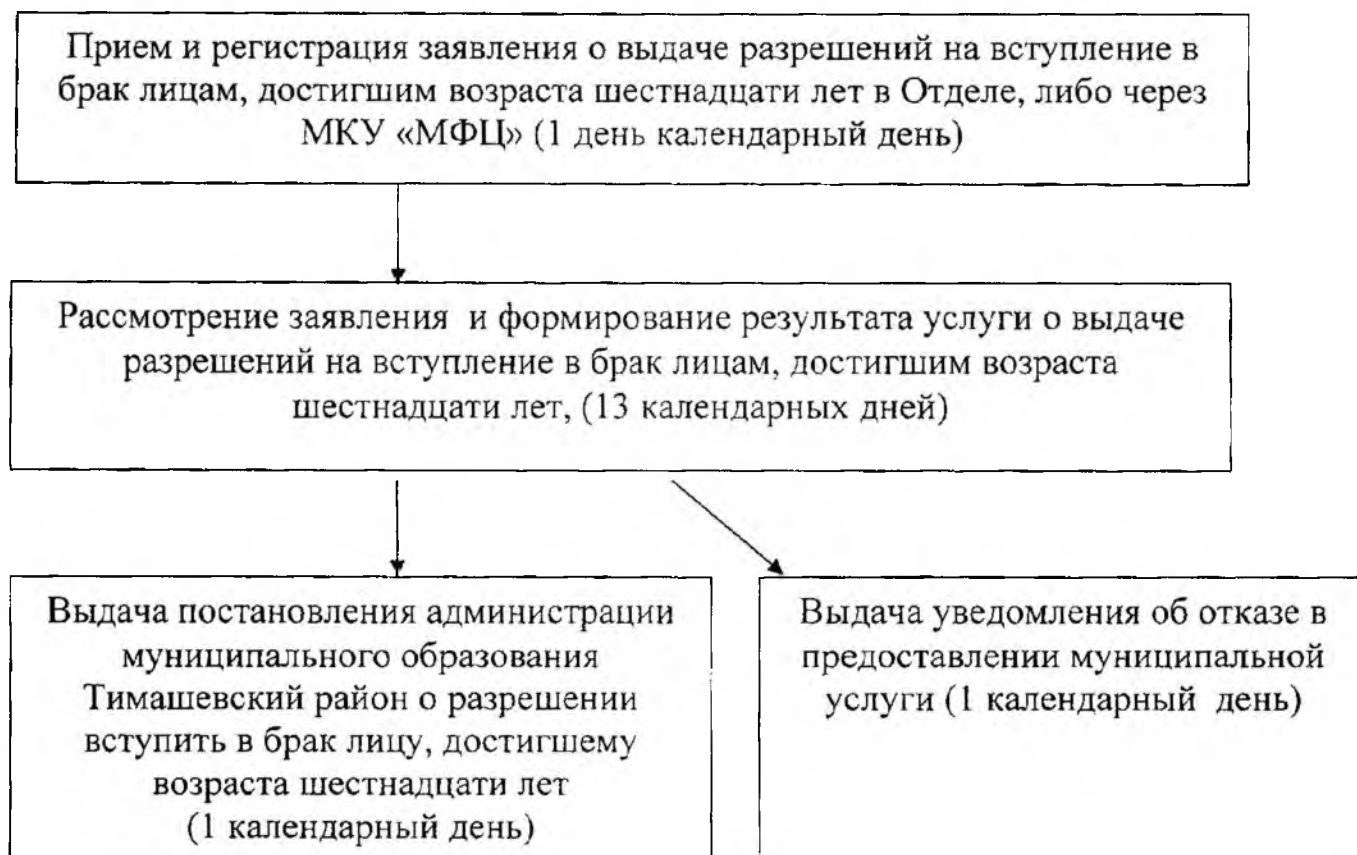 Прием и регистрация заявления о выдаче разрешений на вступление в
брак лицам, достигшим возраста шестнадцати лет в Отделе, либо через
МКУ «МФЦ» (1 день календарный день)
Рассмотрение заявления и формирование результата услуги о выдаче
разрешений на вступление в брак лицам, достигшим возраста
шестнадцати лет, (13 календарных дней)
Выдача постановления администрации
муниципального образования
Тимашевский район о разрешении
вступить в брак лицу, достигшему
возраста шестнадцати лет
(1 календарный день)
Выдача уведомления об отказе в
предоставлении муниципальной
услуги (1 календарный день)